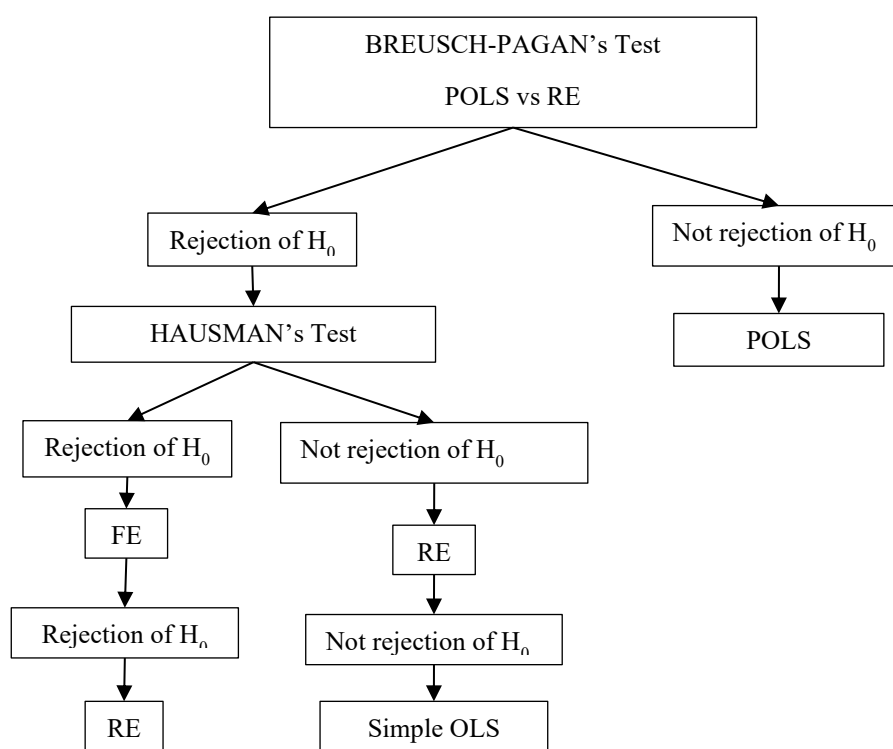 BREUSCH-PAGAN’s Test
POLS vs RE
Rejection of H₀
Not rejection of H₀
HAUSMAN’s Test
POLS
Rejection of H₀
Not rejection of H₀
FE
RE
Rejection of H₀
Not rejection of H₀
RE
Simple OLS